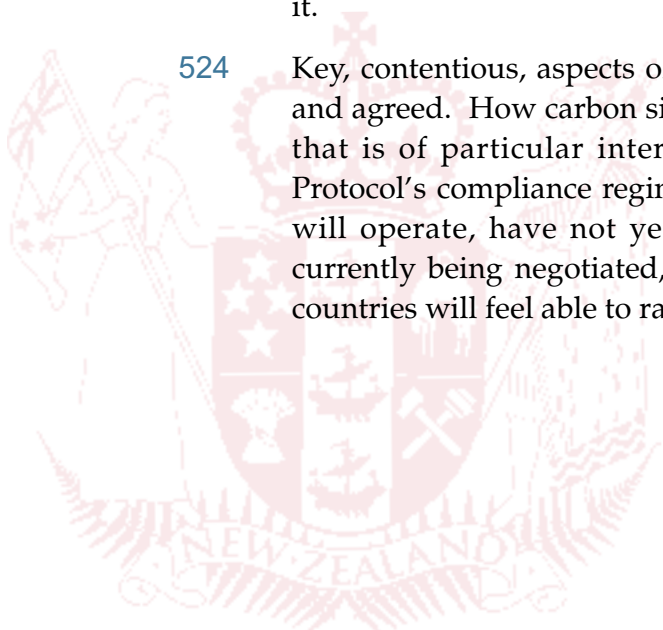 it.
524 Key, contentious, aspects o
and agreed. How carbon si
that is of particular inter
Protocol's compliance regin
will operate, have not ye
currently being negotiated,
countries will feel able to ra
NEW·ZEALAND